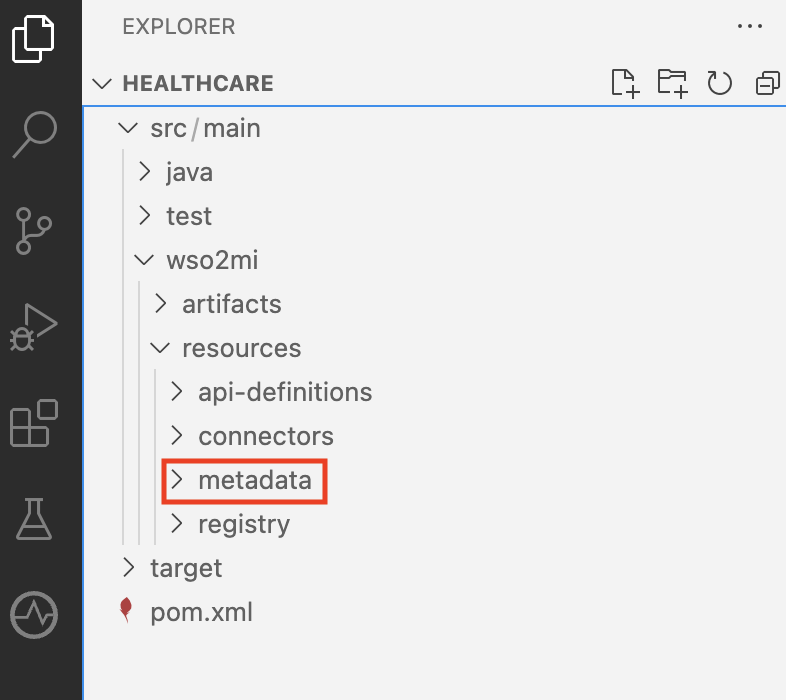 EXPLORER
HEALTHCARE
src/main
java
test
wso2mi
artifacts
resources
api-definitions
connectors
metadata
registry
target
pom.xml